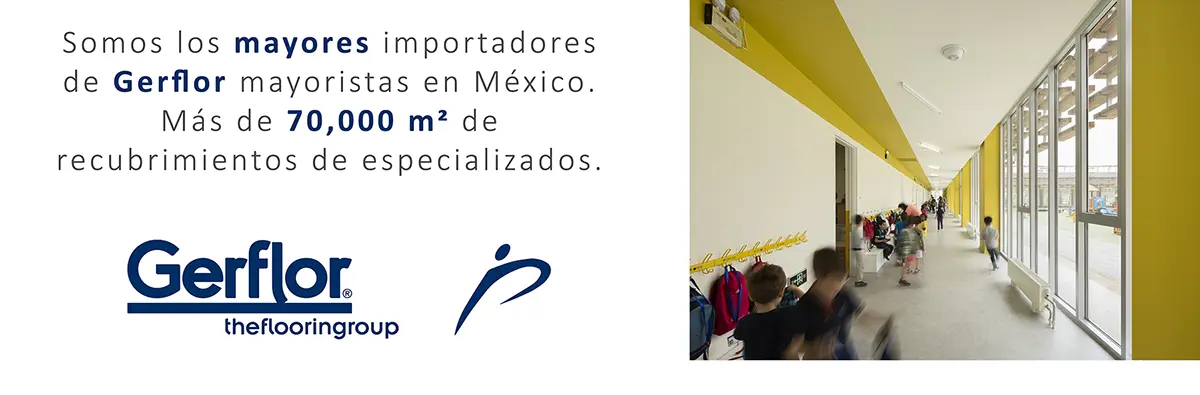 Somos los mayores importadores
de Gerflor mayoristas en México.
Más de 70,000 m² de
recubrimientos de especializados.
Gerflor®
theflooringroup